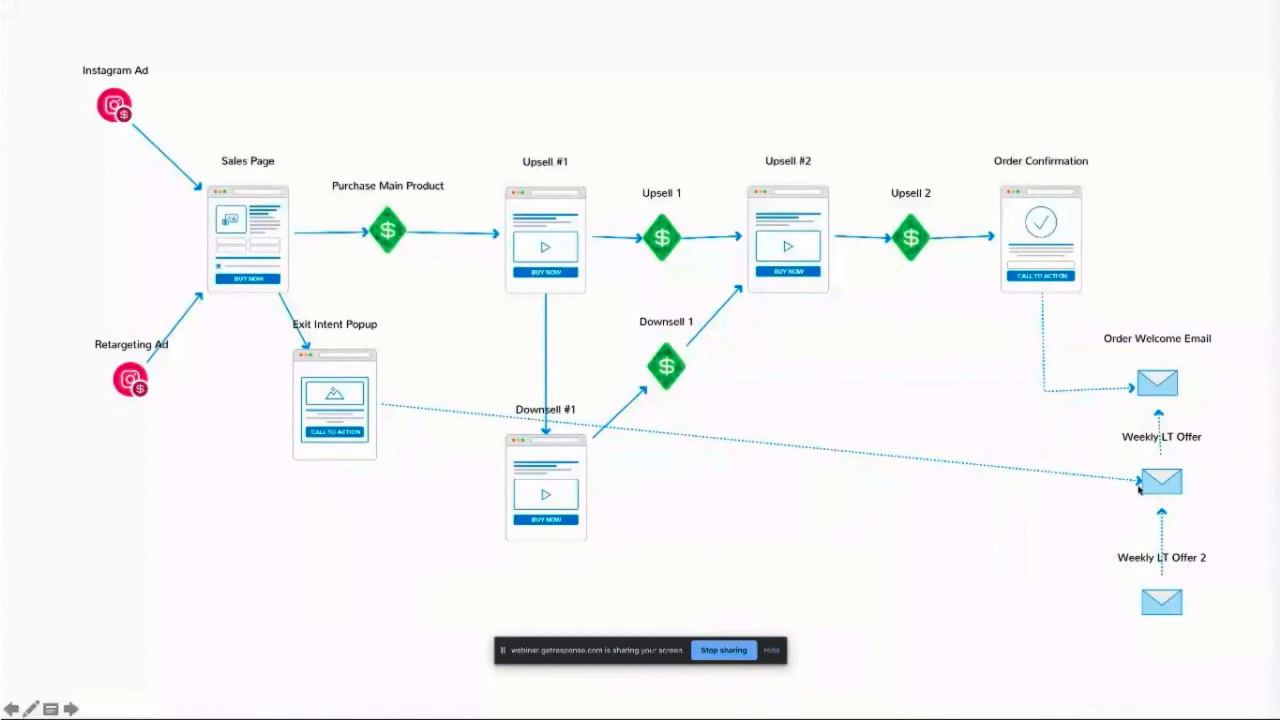 Instagram Ad
Sales Page
Upsell #1
Upsell #2
Order Confirmation
Purchase Main Product
Upsell 1
Upsell 2
$
$
$
$
BUY NOW
BUY NOW
BUY NOW
CALL TO ACTION
Retargeting Ad
$
Exit Intent Popup
Downsell 1
$
Order Welcome Email
CALL TO ACTION
Downsell #1
Weekly LT Offer
BUY NOW
Weekly LT Offer 2
webinar.getresponse.com is sharing your screen.
Stop sharing
Hide